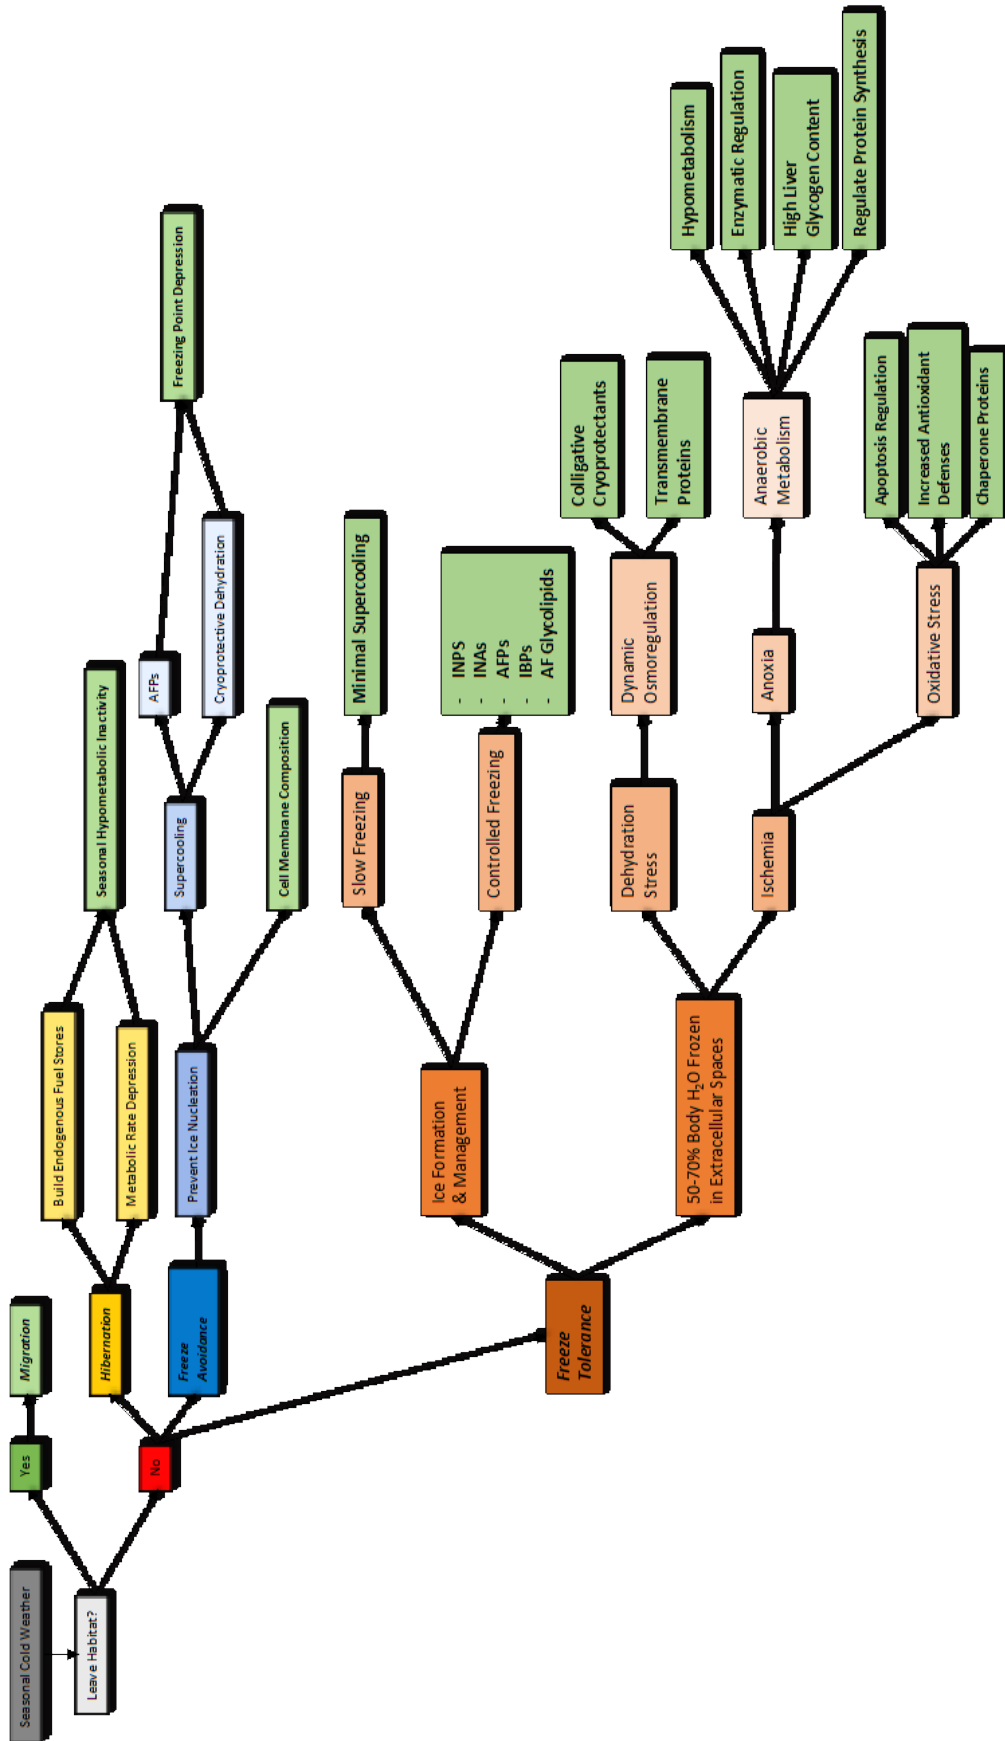 Seasonal Cold Weather
Leave Habitat?
Yes
Migration
No
Hibernation
Build Endogenous Fuel Stores
Metabolic Rate Depression
Seasonal Hypometabolic Inactivity
Freeze
Avoidance
Prevent Ice Nucleation
Supercooling
AFPs
Cryoprotective Dehydration
Freezing Point Depression
Cell Membrane Composition
Freeze
Tolerance
Ice Formation
& Management
Slow Freezing
Minimal Supercooling
Controlled Freezing
- INPS
- INAs
- AFPs
- IBPs
- AF Glycolipids
50-70% Body H₂O Frozen
in Extracellular Spaces
Dehydration
Stress
Dynamic
Osmoregulation
Colligative
Cryoprotectants
Transmembrane
Proteins
Ischemia
Anoxia
Anaerobic
Metabolism
Hypometabolism
Enzymatic Regulation
High Liver
Glycogen Content
Regulate Protein Synthesis
Oxidative Stress
Apoptosis Regulation
Increased Antioxidant
Defenses
Chaperone Proteins